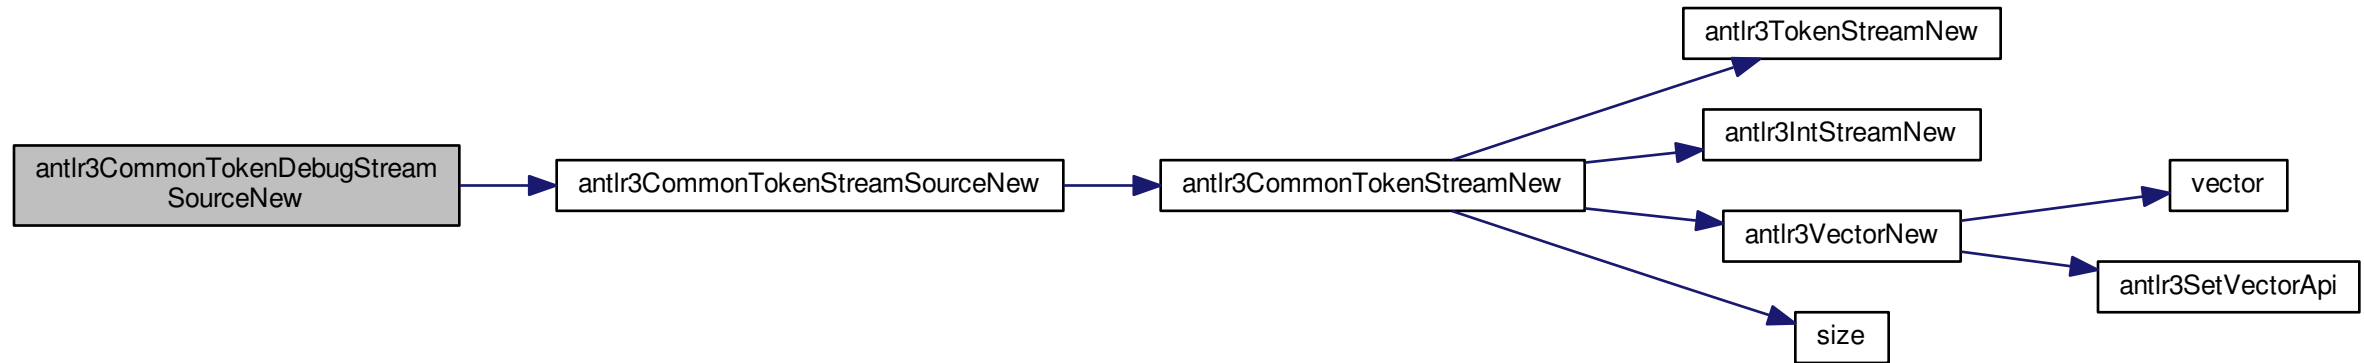 antlr3CommonTokenDebugStream
SourceNew
antlr3CommonTokenStreamSourceNew
antlr3CommonTokenStreamNew
antlr3TokenStreamNew
antlr3IntStreamNew
antlr3VectorNew
vector
antlr3SetVectorApi
size